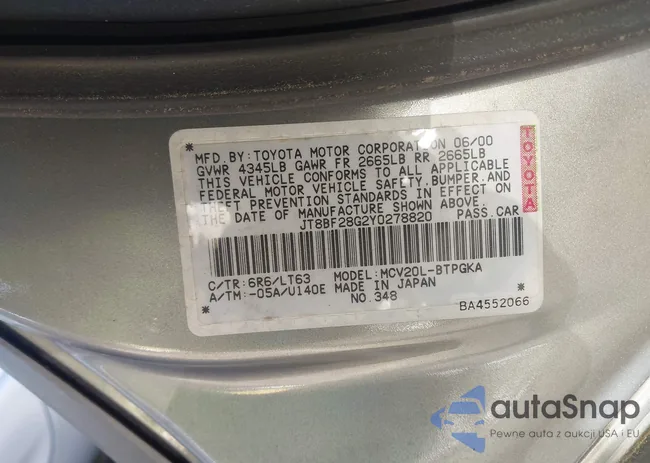 MFD. BY: TOYOTA MOTOR CORPORATION 06/00
GVWR 4345LB GAWR FR 2665LB RR 2665LB
THIS VEHICLE CONFORMS TO ALL APPLICABLE
FEDERAL MOTOR VEHICLE SAFETY, BUMPER, AND
THEFT PREVENTION STANDARDS IN EFFECT ON
THE DATE OF MANUFACTURE SHOWN ABOVE.
JT8BF28G2Y0278820 PASS. CAR
TOYOTA
C/TR: 6R6/LT63 MODEL: MCV20L-BTPGKA
A/TM: -05A/U140E MADE IN JAPAN
NO. 348
BA4552066
autaSnap
Pewne auta z aukcji USA i EU